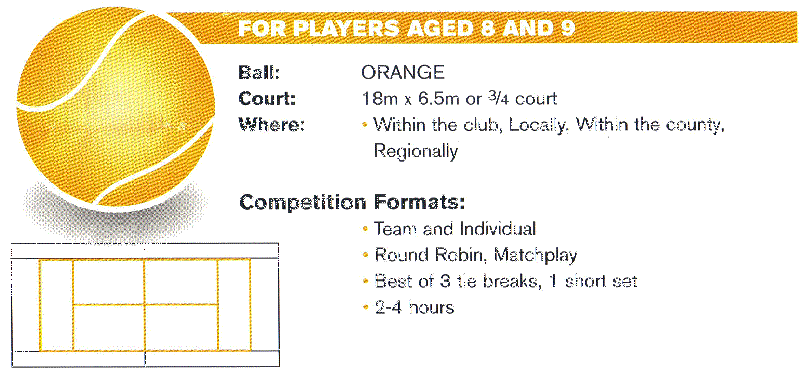 FOR PLAYERS AGED 8 AND 9
Ball: ORANGE
Court: 18m x 6.5m or 3/4 court
Where: • Within the club, Locally, Within the county,
Regionally
Competition Formats:
• Team and Individual
• Round Robin, Matchplay
• Best of 3 tie breaks, 1 short set
• 2-4 hours